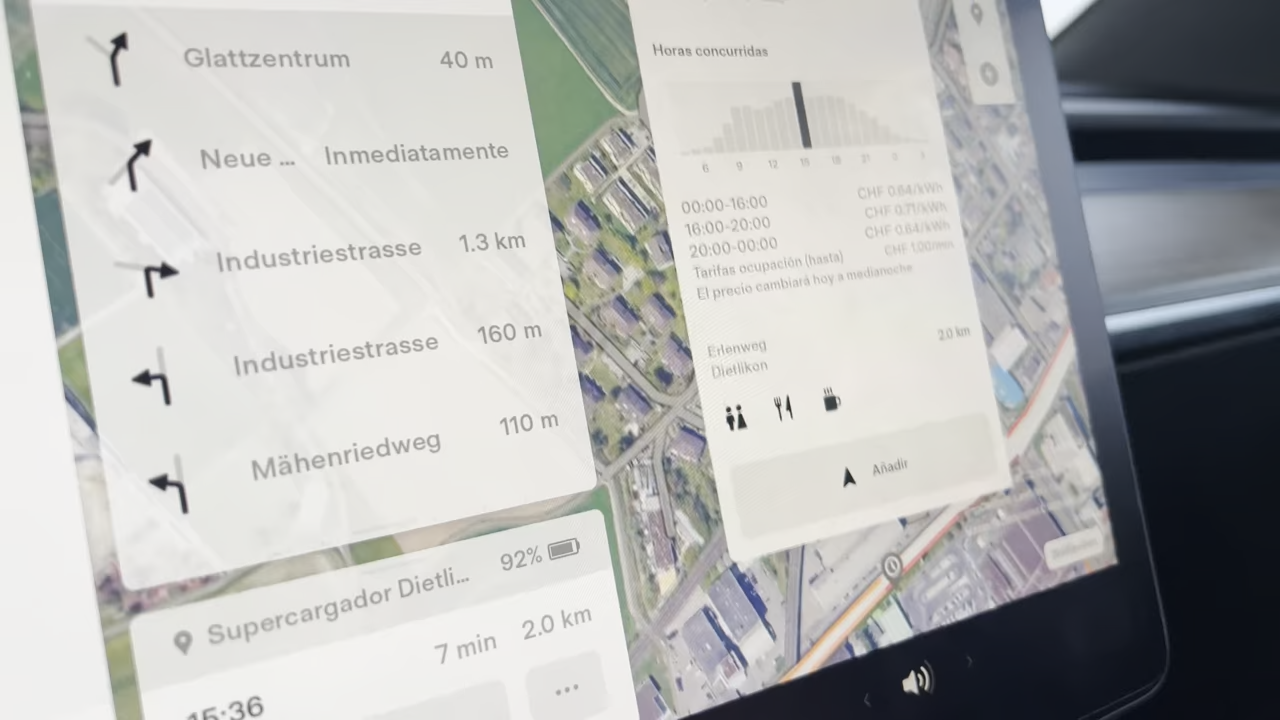 Glattzentrum 40 m
Neue ... Inmediatamente
Industriestrasse 1.3 km
Industriestrasse 160 m
Mähenriedweg 110 m
Supercargador Dietli... 92%
7 min 2.0 km
15:36
...
Horas concurridas
6 9 12 15 18 21 0 3
00:00-16:00 CHF 0.64/kWh
16:00-20:00 CHF 0.71/kWh
20:00-00:00 CHF 0.64/kWh
Tarifas ocupación (hasta) CHF 1.00/min
El precio cambiará hoy a medianoche
Erlenweg 2.0 km
Dietlikon
Añadir